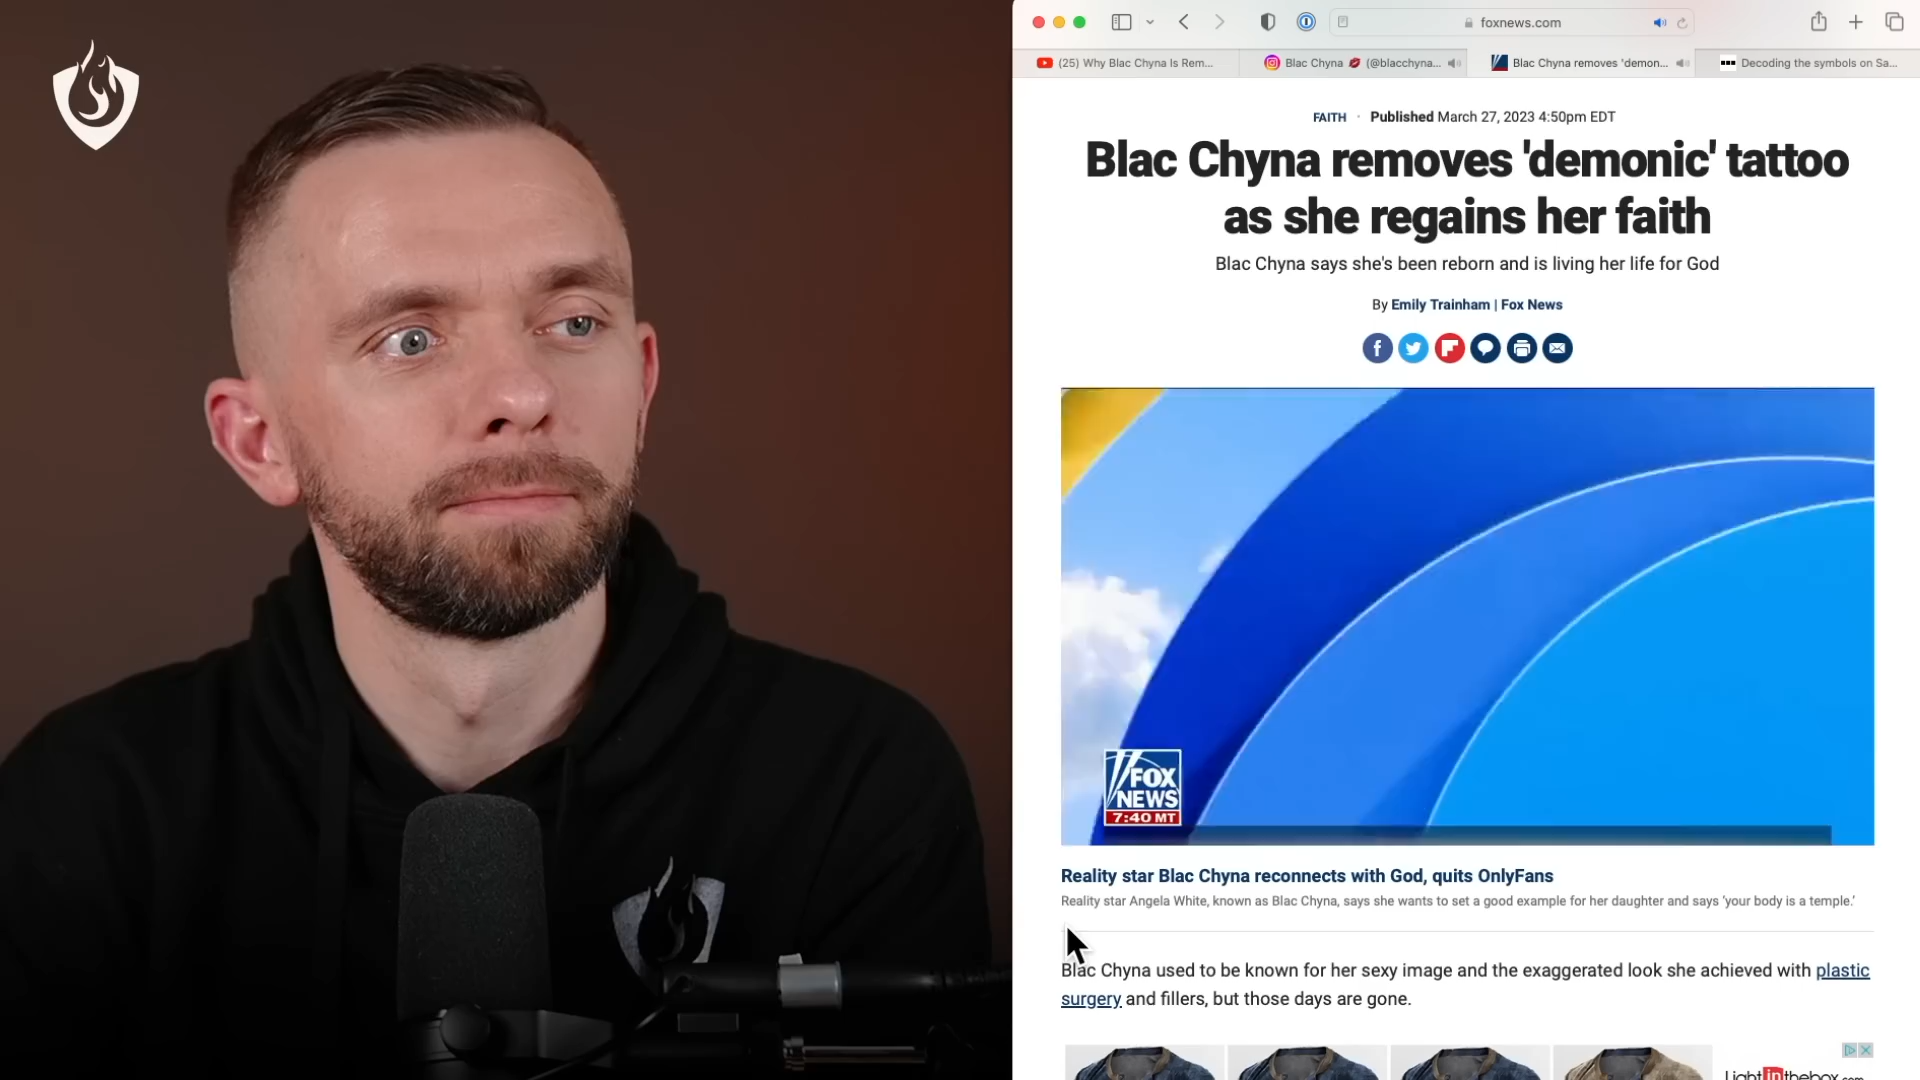 foxnews.com
(25) Why Blac Chyna Is Rem...
Blac Chyna 💋 (@blacchyna...
Blac Chyna removes 'demon...
Decoding the symbols on Sa...
FAITH · Published March 27, 2023 4:50pm EDT
Blac Chyna removes 'demonic' tattoo
as she regains her faith
Blac Chyna says she's been reborn and is living her life for God
By Emily Trainham | Fox News
FOX
NEWS
7:40 MT
Reality star Blac Chyna reconnects with God, quits OnlyFans
Reality star Angela White, known as Blac Chyna, says she wants to set a good example for her daughter and says 'your body is a temple.'
Blac Chyna used to be known for her sexy image and the exaggerated look she achieved with plastic
surgery and fillers, but those days are gone.
Lightinthebox.com